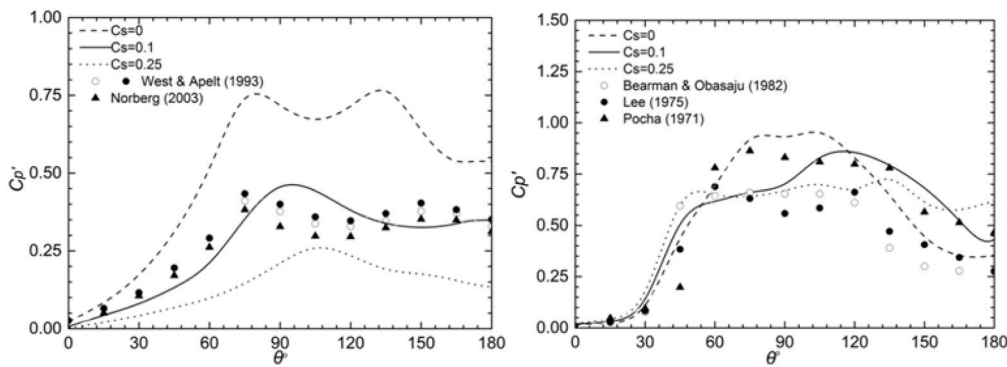 1.00
0.75
0.50
0.25
0.00
Cp'
Cs=0
Cs=0.1
Cs=0.25
West & Apelt (1993)
Norberg (2003)
0 30 60 90 120 150 180
θ°
1.50
1.25
1.00
0.75
0.50
0.25
0.00
Cp'
Cs=0
Cs=0.1
Cs=0.25
Bearman & Obasaju (1982)
Lee (1975)
Pocha (1971)
0 30 60 90 120 150 180
θ°